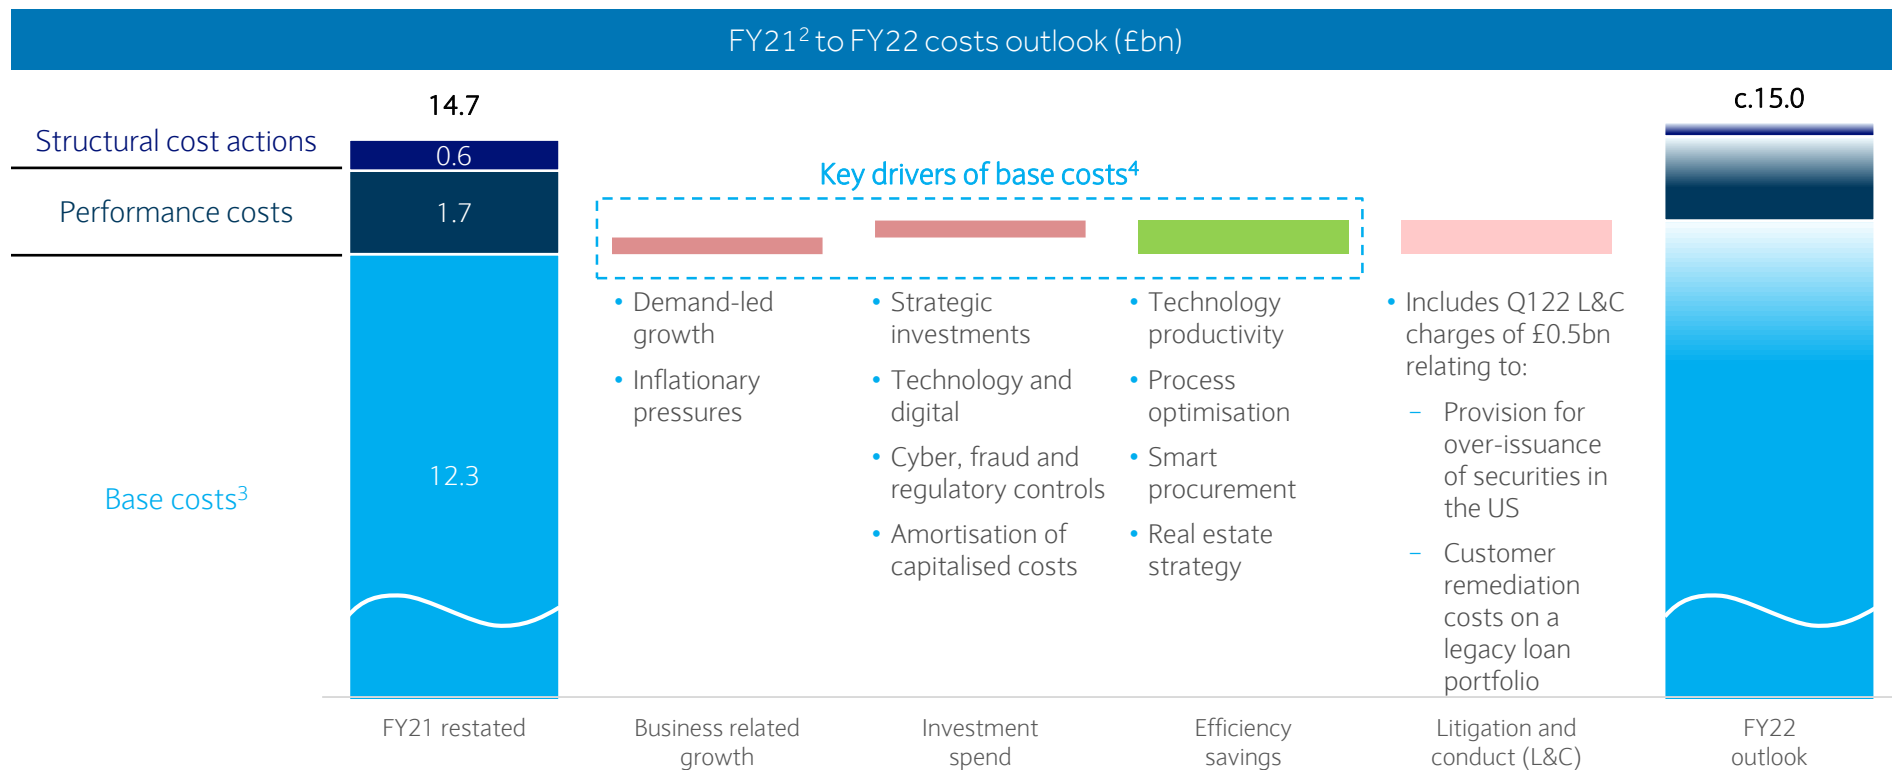 FY21² to FY22 costs outlook (£bn)
14.7
c.15.0
Structural cost actions
0.6
Key drivers of base costs⁴
Performance costs
1.7
Base costs³
12.3
• Demand-led
growth
• Inflationary
pressures
• Strategic
investments
• Technology and
digital
• Cyber, fraud and
regulatory controls
• Amortisation of
capitalised costs
• Technology
productivity
• Process
optimisation
• Smart
procurement
• Real estate
strategy
• Includes Q122 L&C
charges of £0.5bn
relating to:
– Provision for
over-issuance
of securities in
the US
– Customer
remediation
costs on a
legacy loan
portfolio
FY21 restated
Business related
growth
Investment
spend
Efficiency
savings
Litigation and
conduct (L&C)
FY22
outlook